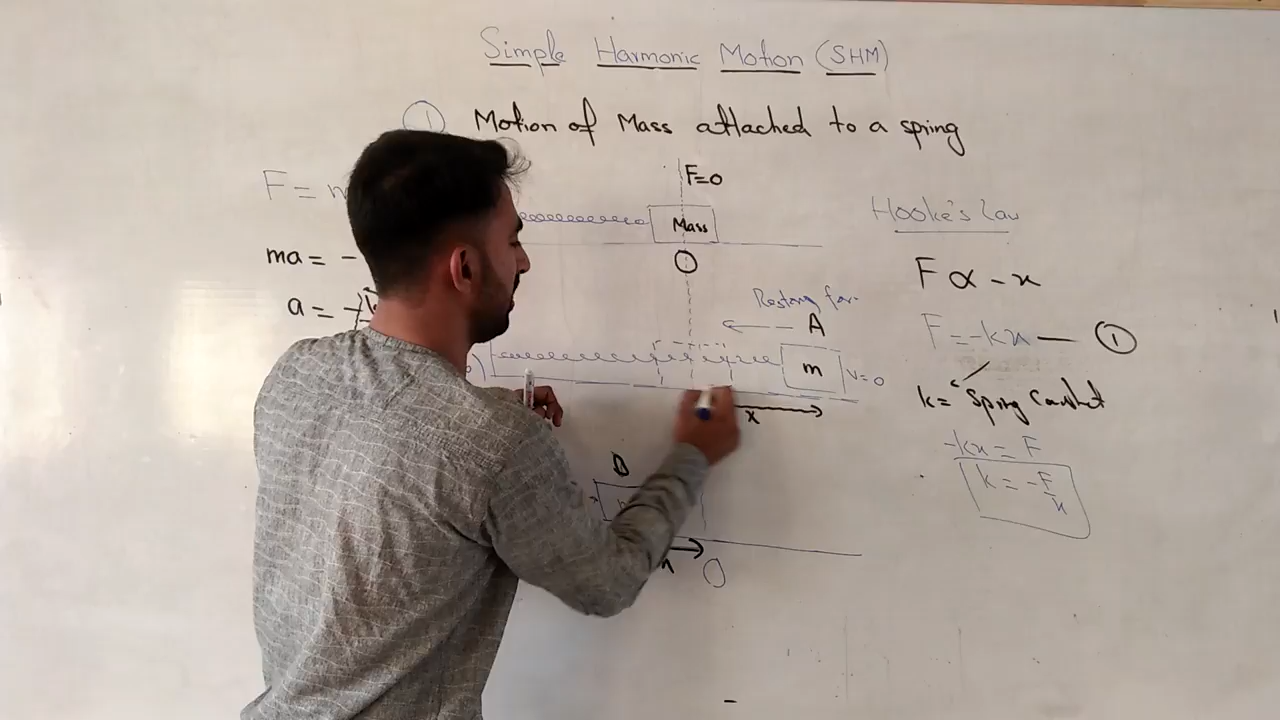 Simple Harmonic Motion (SHM)
① Motion of Mass attached to a spring
F =
F=0
Mass
O
Hooke's Law
ma = -
a = -
F ∝ -x
Restoring for.
A
F = -kx — ①
m
V=0
x
k = Spring Constant
-kx = F
k = -F/x
O